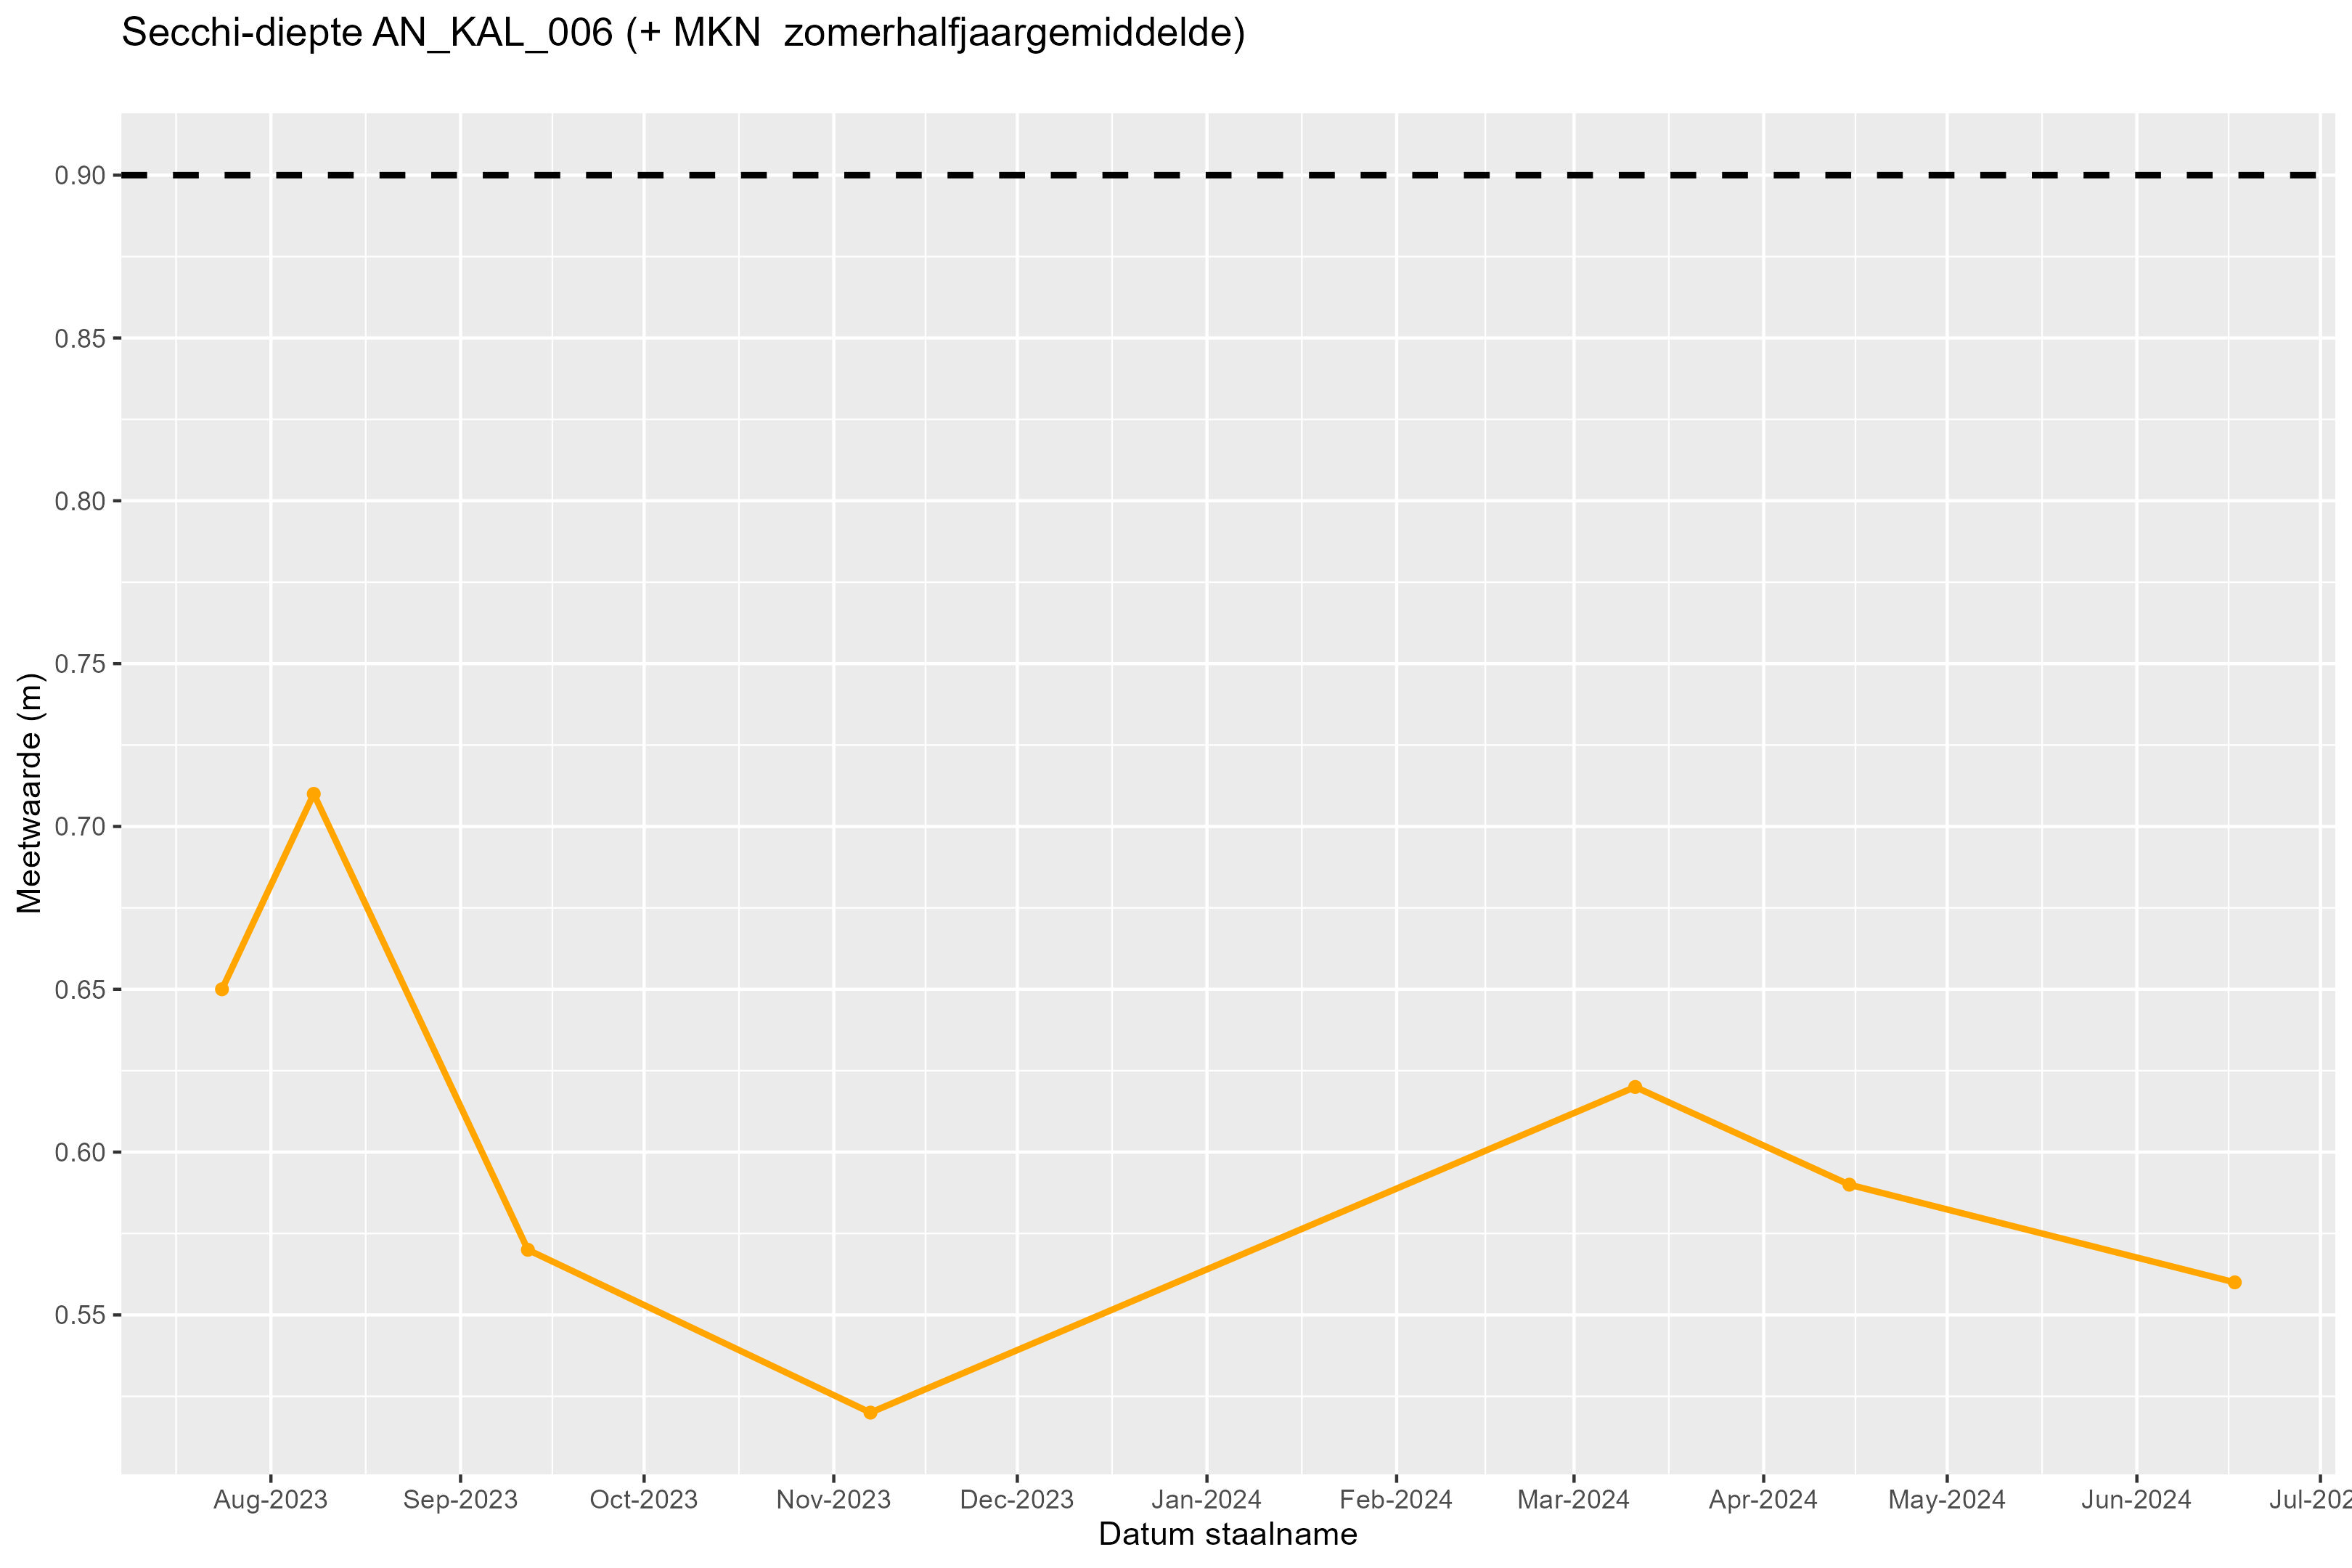 Secchi-diepte AN_KAL_006 (+ MKN  zomerhalfjaargemiddelde)
Meetwaarde (m)
0.90
0.85
0.80
0.75
0.70
0.65
0.60
0.55
Aug-2023 Sep-2023 Oct-2023 Nov-2023 Dec-2023 Jan-2024 Feb-2024 Mar-2024 Apr-2024 May-2024 Jun-2024 Jul-202
Datum staalname